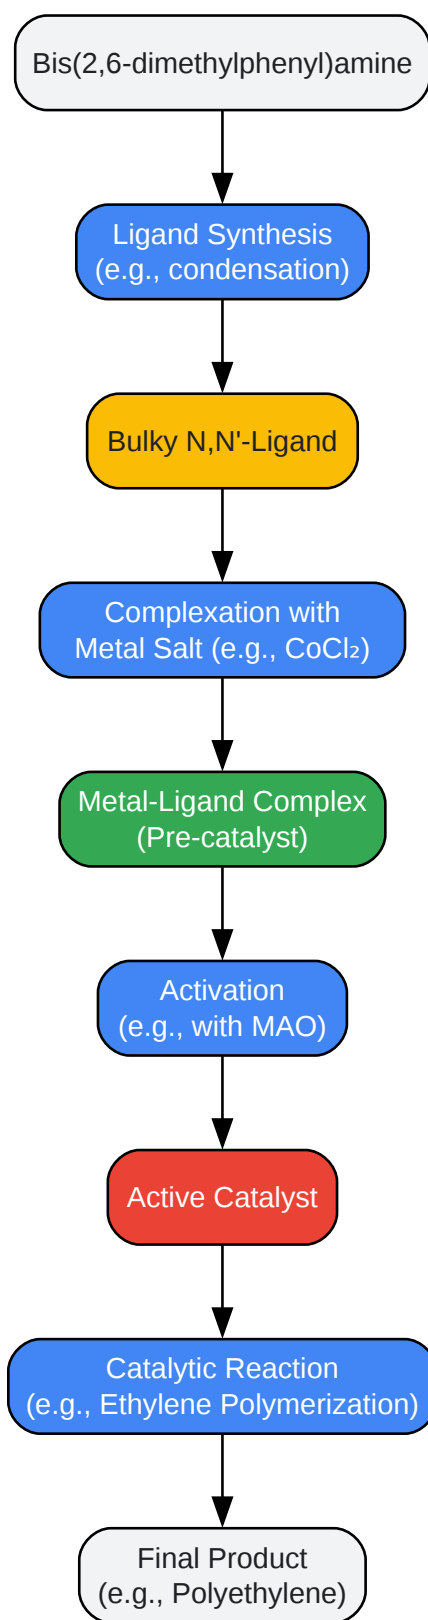 Bis(2,6-dimethylphenyl)amine
Ligand Synthesis
(e.g., condensation)
Bulky N,N'-Ligand
Complexation with
Metal Salt (e.g., CoCl₂)
Metal-Ligand Complex
(Pre-catalyst)
Activation
(e.g., with MAO)
Active Catalyst
Catalytic Reaction
(e.g., Ethylene Polymerization)
Final Product
(e.g., Polyethylene)